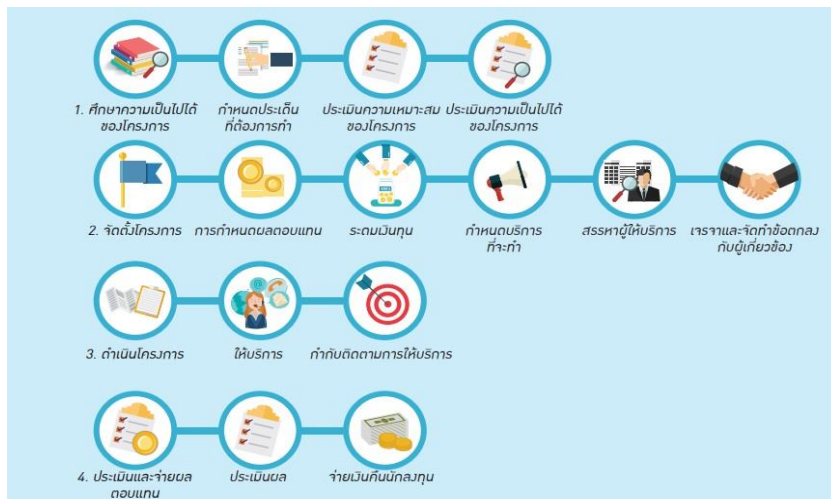 1. ศึกษาความเป็นไปได้
ของโครงการ
กำหนดประเด็น
ที่ต้องการทำ
ประเมินความเหมาะสม
ของโครงการ
ประเมินความเป็นไปได้
ของโครงการ
2. จัดตั้งโครงการ
การกำหนดผลตอบแทน
ระดมเงินทุน
กำหนดบริการ
ที่จะทำ
สรรหาผู้ให้บริการ
เจรจาและจัดทำข้อตกลง
กับผู้เกี่ยวข้อง
3. ดำเนินโครงการ
ให้บริการ
กำกับติดตามการให้บริการ
4. ประเมินและจ่ายผล
ตอบแทน
ประเมินผล
จ่ายเงินคืนนักลงทุน